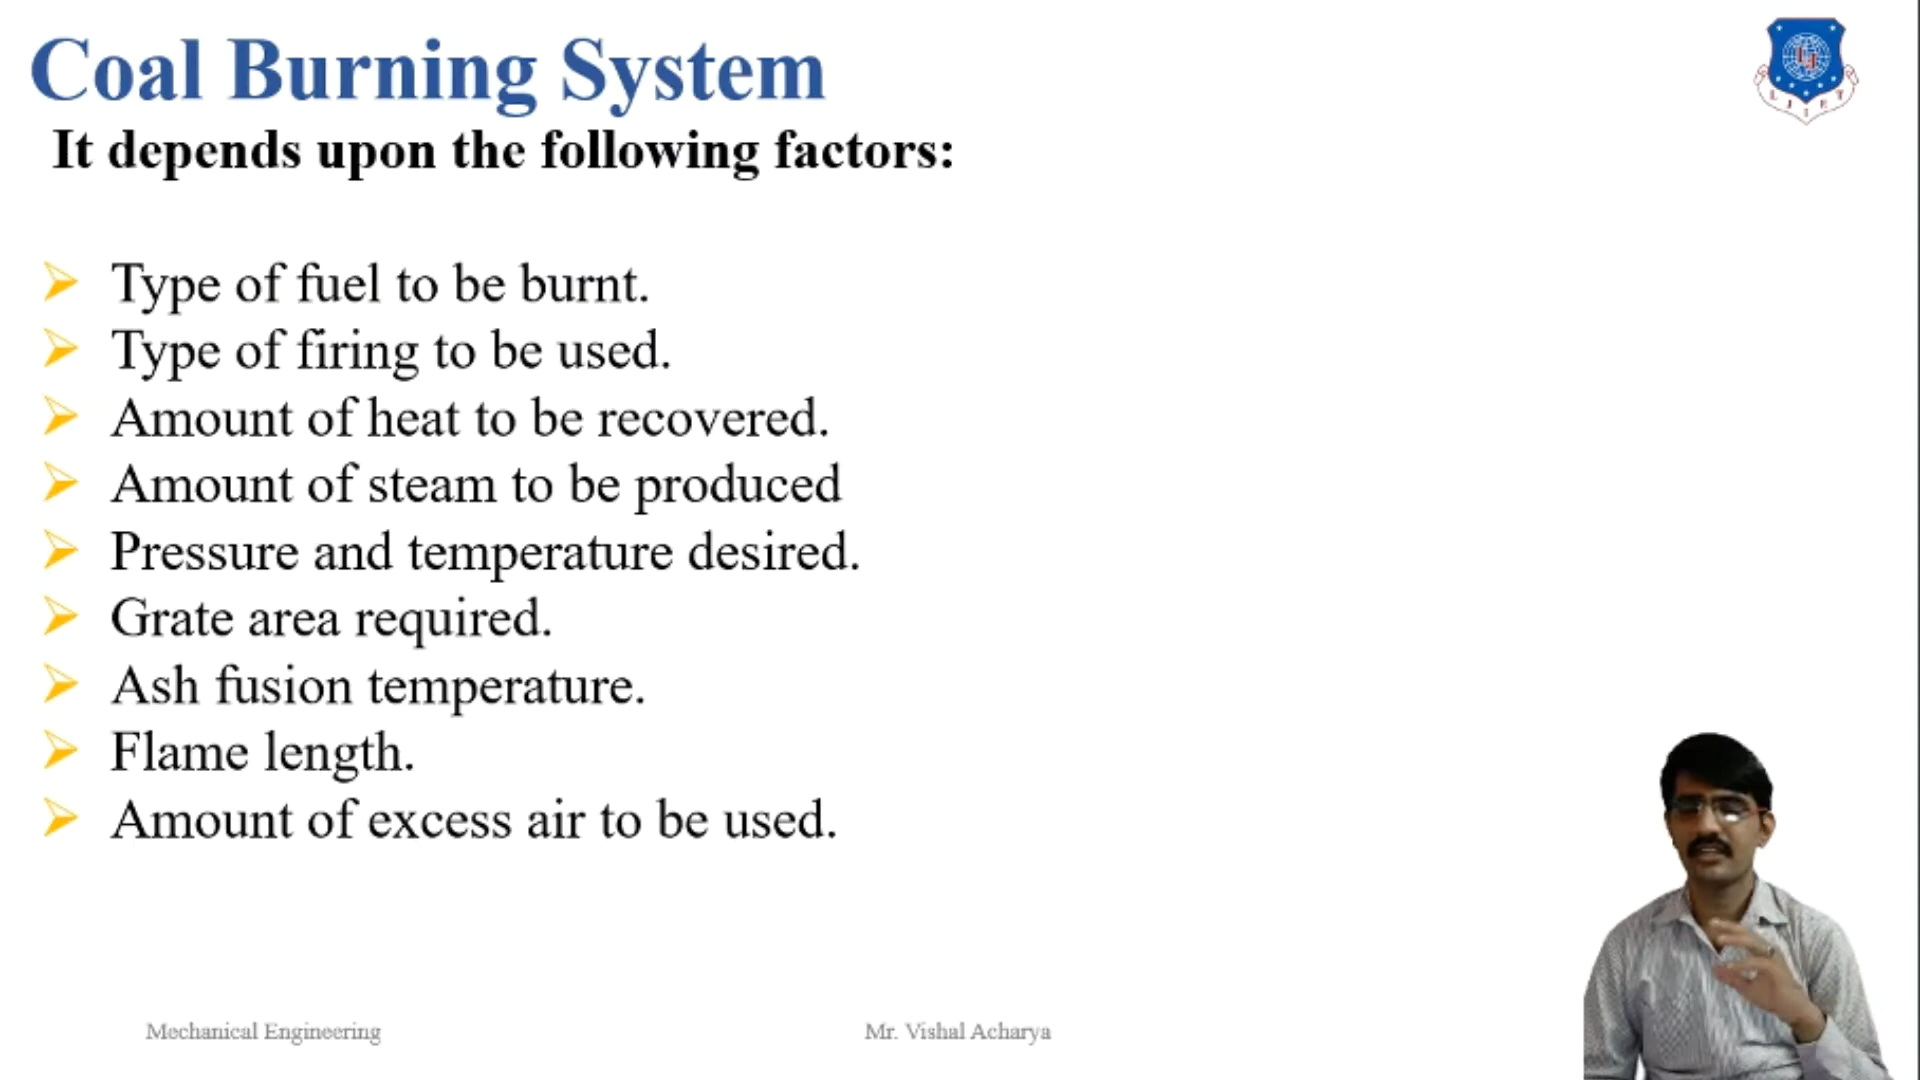 Coal Burning System
It depends upon the following factors:
Type of fuel to be burnt.
Type of firing to be used.
Amount of heat to be recovered.
Amount of steam to be produced
Pressure and temperature desired.
Grate area required.
Ash fusion temperature.
Flame length.
Amount of excess air to be used.
Mechanical Engineering
Mr. Vishal Acharya
L J I E T